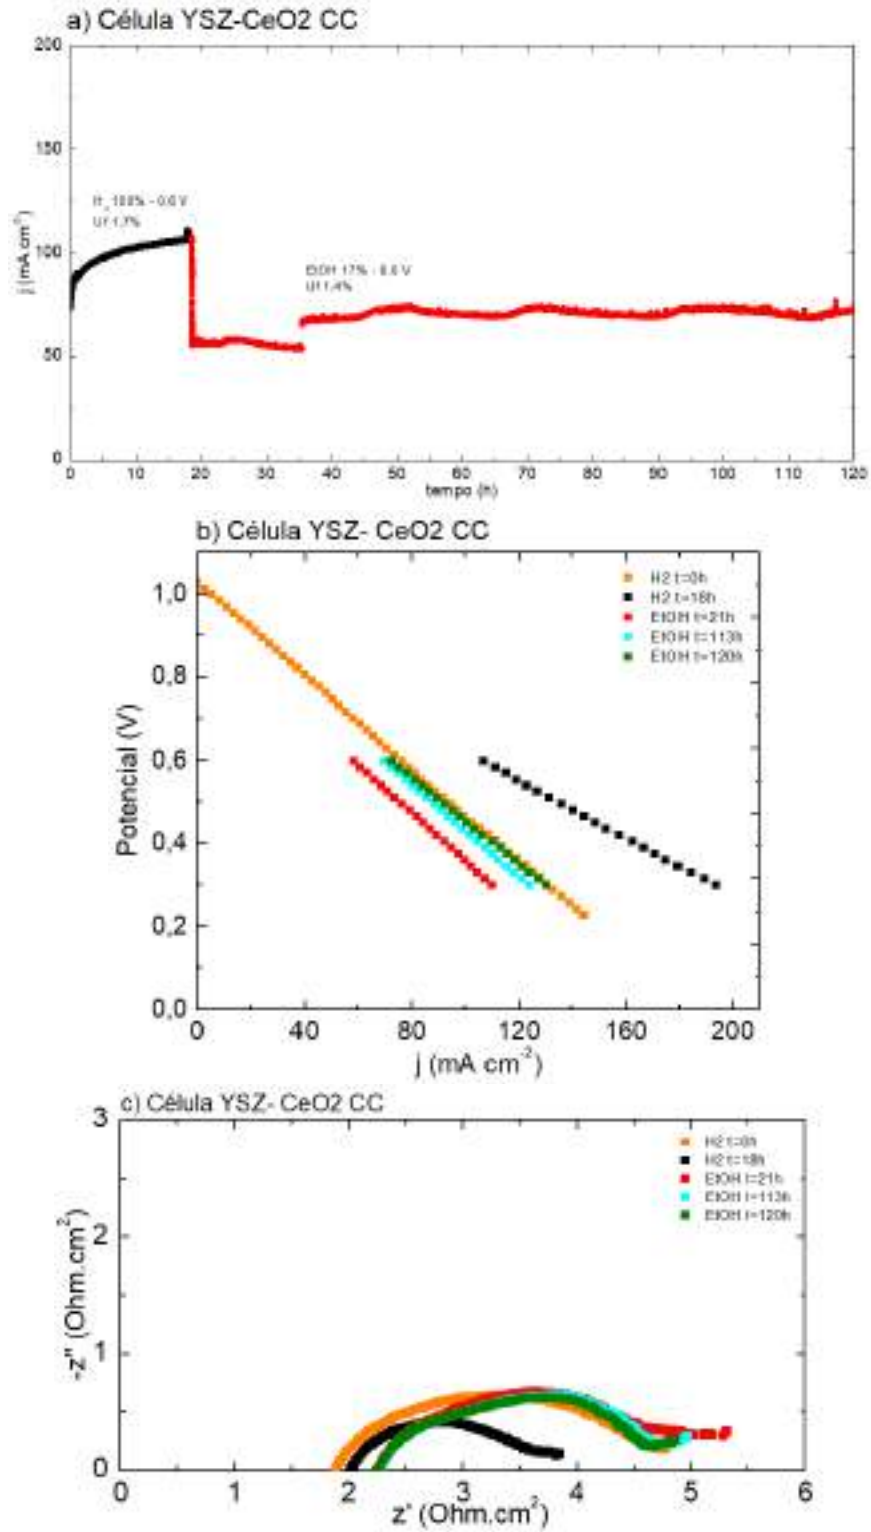 a) Célula YSZ-CeO2 CC
200
150
100
50
0
j (mA.cm⁻²)
100% - 0.6 V
Uf 1.7%
EtOH 17% - 0.6 V
Uf 1.4%
0 10 20 30 40 50 60 70 80 90 100 110 120
tempo (h)
b) Célula YSZ- CeO2 CC
H2 t=0h
H2 t=18h
EtOH t=21h
EtOH t=113h
EtOH t=120h
1,0
0,8
0,6
0,4
0,2
0,0
Potencial (V)
0 40 80 120 160 200
j (mA cm⁻²)
c) Célula YSZ- CeO2 CC
H2 t=0h
H2 t=18h
EtOH t=21h
EtOH t=113h
EtOH t=120h
3
2
1
0
-z'' (Ohm.cm²)
0 1 2 3 4 5 6
z' (Ohm.cm²)